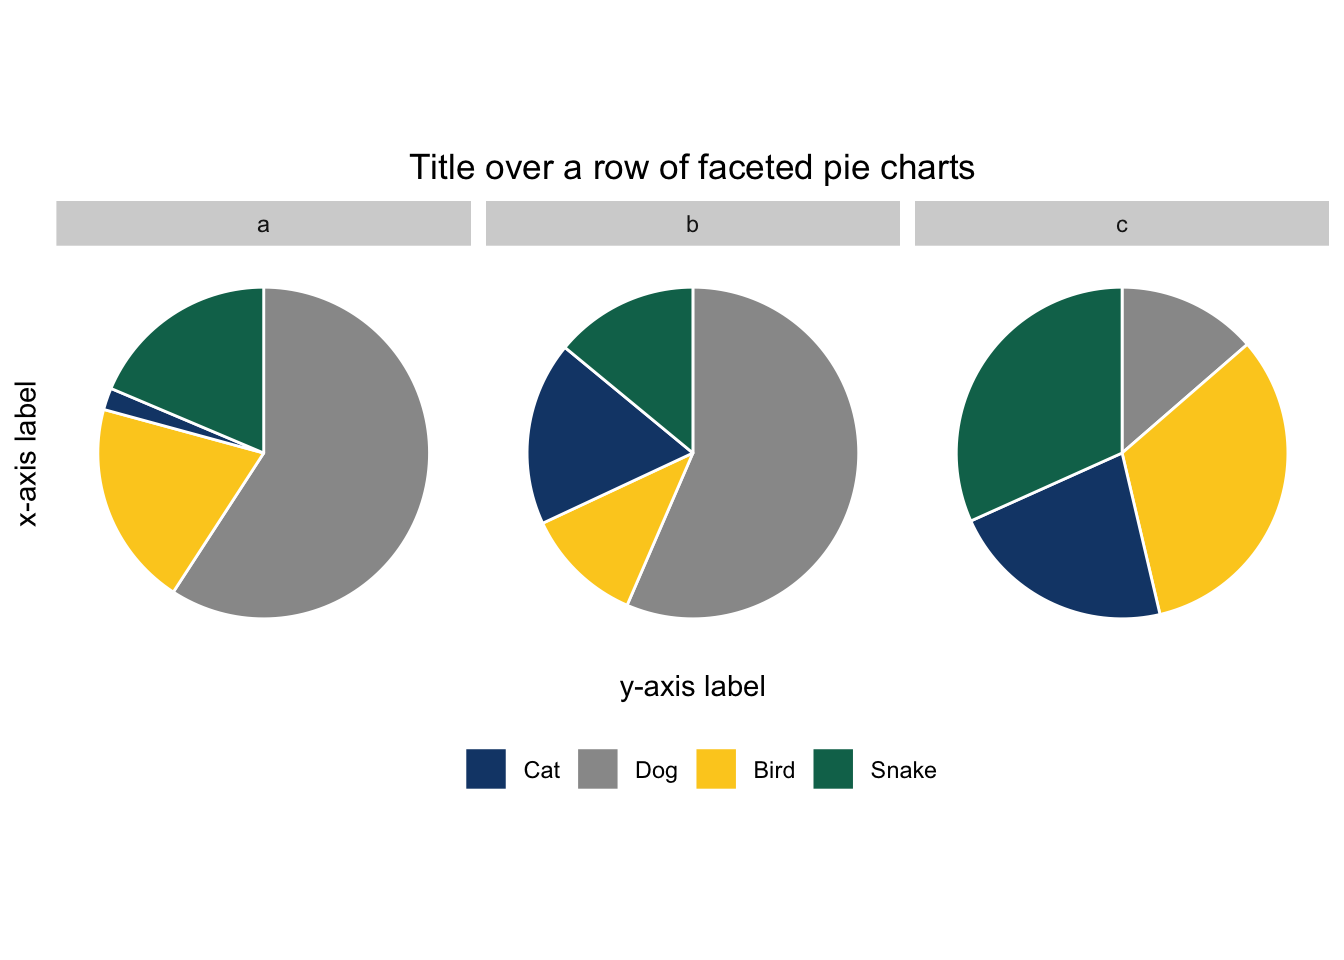 Title over a row of faceted pie charts
a b c
x-axis label
y-axis label
Cat Dog Bird Snake